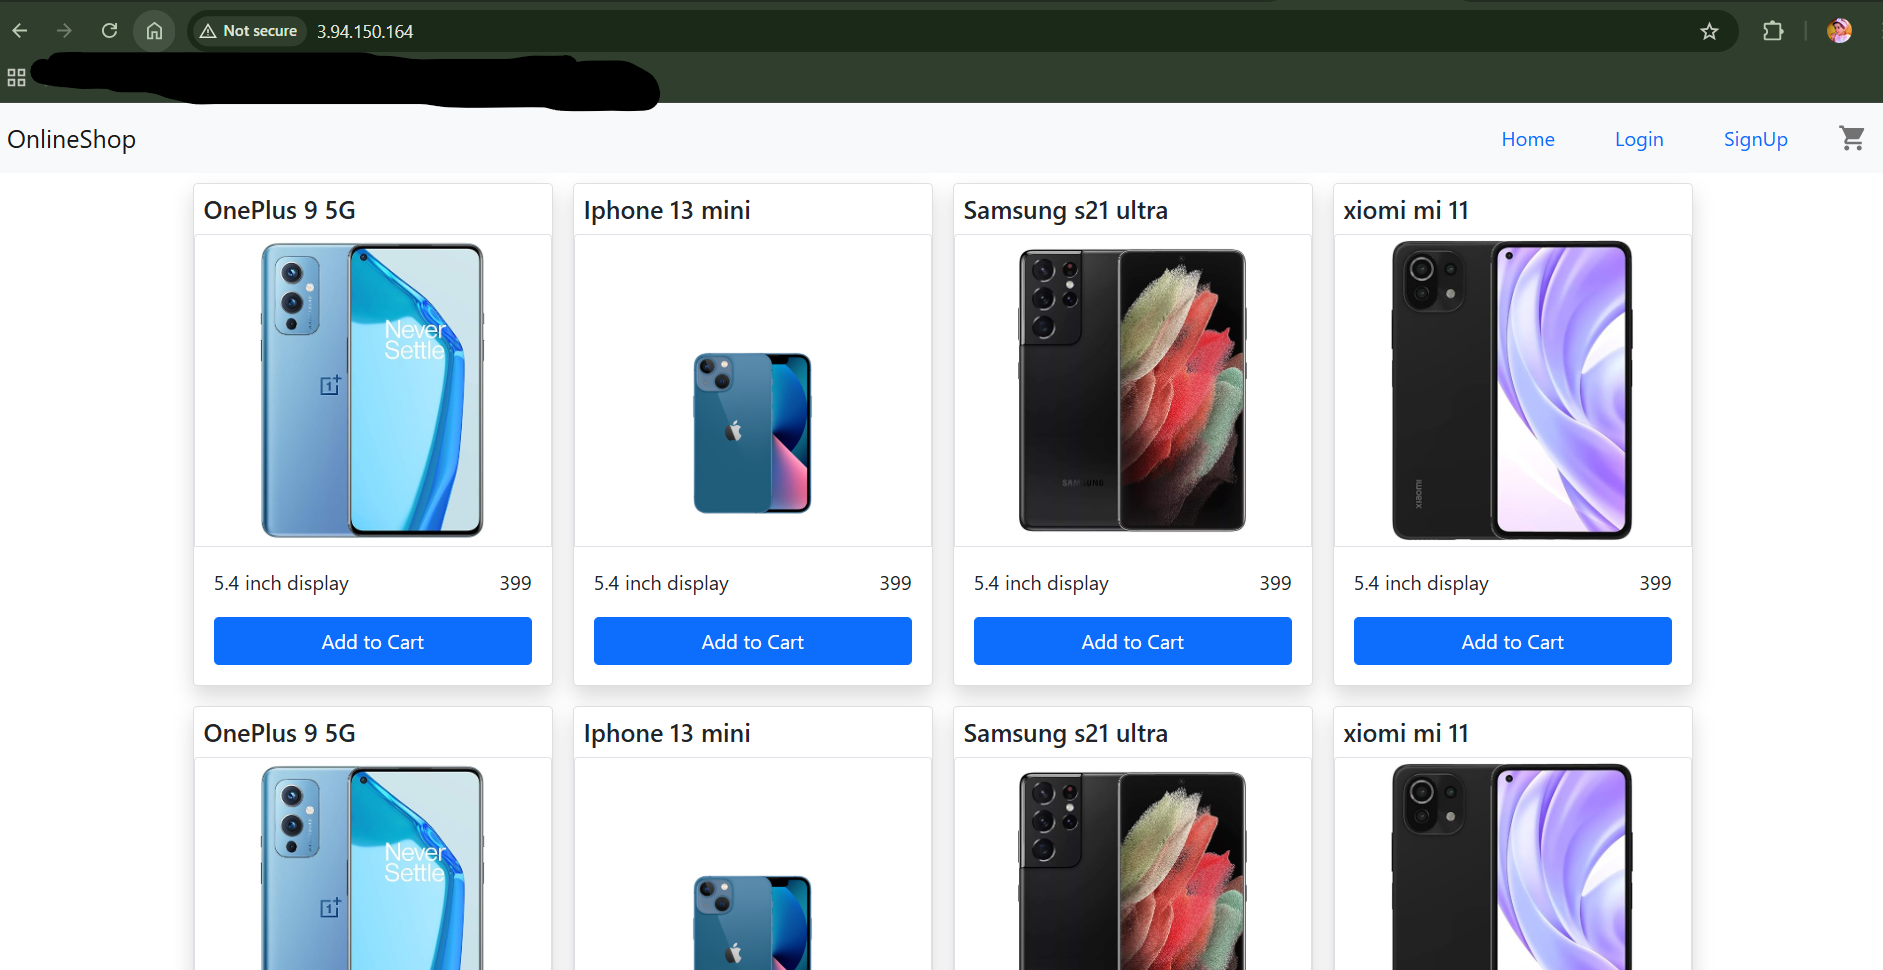 Not secure 3.94.150.164
OnlineShop Home Login SignUp
OnePlus 9 5G Iphone 13 mini Samsung s21 ultra xiomi mi 11
Never
Settle
SAMSUNG
xiaomi
5.4 inch display 399 5.4 inch display 399 5.4 inch display 399 5.4 inch display 399
Add to Cart Add to Cart Add to Cart Add to Cart
OnePlus 9 5G Iphone 13 mini Samsung s21 ultra xiomi mi 11
Never
Settle